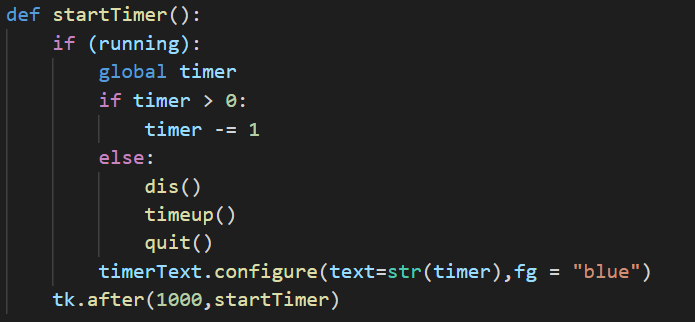 def startTimer():
    if (running):
        global timer
        if timer > 0:
            timer -= 1
        else:
            dis()
            timeup()
            quit()
        timerText.configure(text=str(timer),fg = "blue")
    tk.after(1000,startTimer)